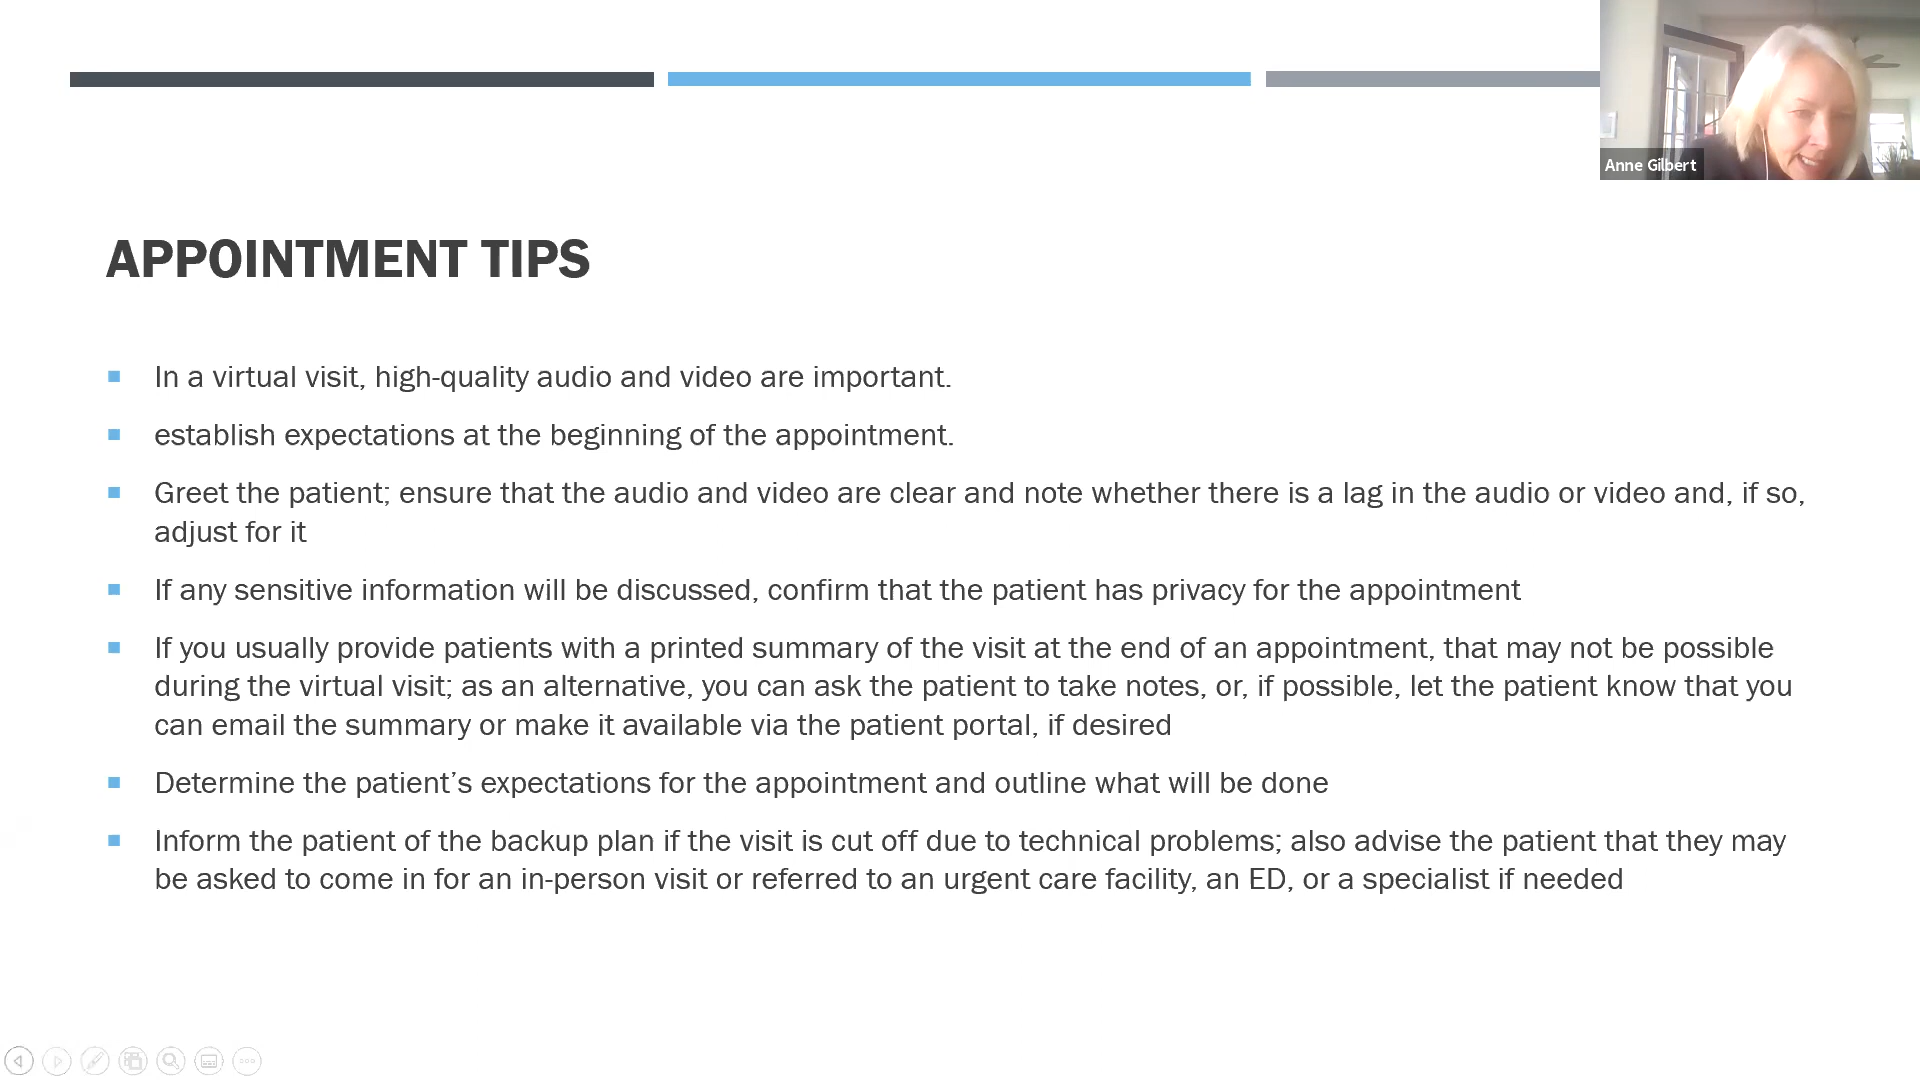 Anne Gilbert
APPOINTMENT TIPS
In a virtual visit, high-quality audio and video are important.
establish expectations at the beginning of the appointment.
Greet the patient; ensure that the audio and video are clear and note whether there is a lag in the audio or video and, if so,
adjust for it
If any sensitive information will be discussed, confirm that the patient has privacy for the appointment
If you usually provide patients with a printed summary of the visit at the end of an appointment, that may not be possible
during the virtual visit; as an alternative, you can ask the patient to take notes, or, if possible, let the patient know that you
can email the summary or make it available via the patient portal, if desired
Determine the patient’s expectations for the appointment and outline what will be done
Inform the patient of the backup plan if the visit is cut off due to technical problems; also advise the patient that they may
be asked to come in for an in-person visit or referred to an urgent care facility, an ED, or a specialist if needed